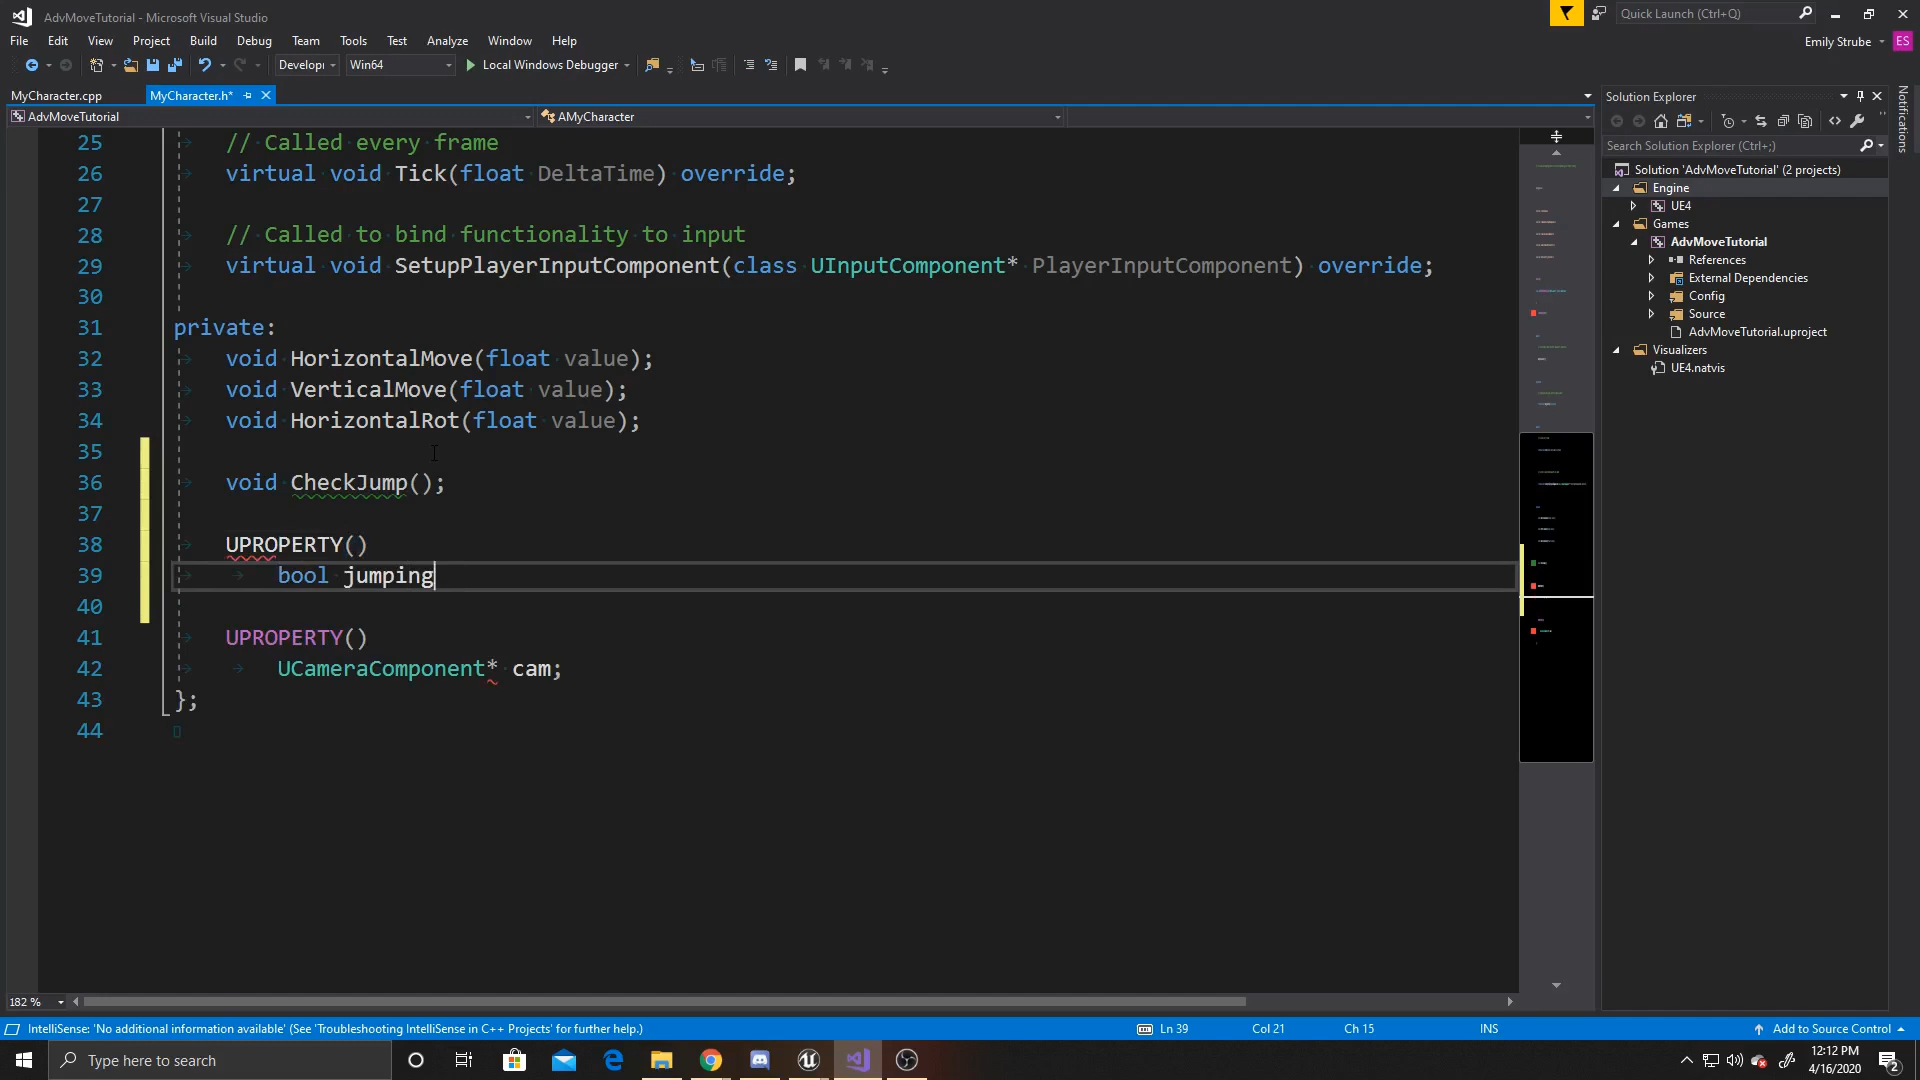 AdvMoveTutorial - Microsoft Visual Studio
Quick Launch (Ctrl+Q)
File Edit View Project Build Debug Team Tools Test Analyze Window Help
Emily Strube ES
Develop Win64 Local Windows Debugger
MyCharacter.cpp MyCharacter.h*
AdvMoveTutorial AMyCharacter
25 // Called every frame
26 virtual void Tick(float DeltaTime) override;
27
28 // Called to bind functionality to input
29 virtual void SetupPlayerInputComponent(class UInputComponent* PlayerInputComponent) override;
30
31 private:
32 void HorizontalMove(float value);
33 void VerticalMove(float value);
34 void HorizontalRot(float value);
35
36 void CheckJump();
37
38 UPROPERTY()
39 bool jumping
40
41 UPROPERTY()
42 UCameraComponent* cam;
43 };
44
Solution Explorer
Search Solution Explorer (Ctrl+;)
Solution 'AdvMoveTutorial' (2 projects)
Engine
UE4
Games
AdvMoveTutorial
References
External Dependencies
Config
Source
AdvMoveTutorial.uproject
Visualizers
UE4.natvis
Notifications
182 %
IntelliSense: 'No additional information available' (See 'Troubleshooting IntelliSense in C++ Projects' for further help.)
Ln 39 Col 21 Ch 15 INS Add to Source Control
Type here to search
12:12 PM
4/16/2020
2